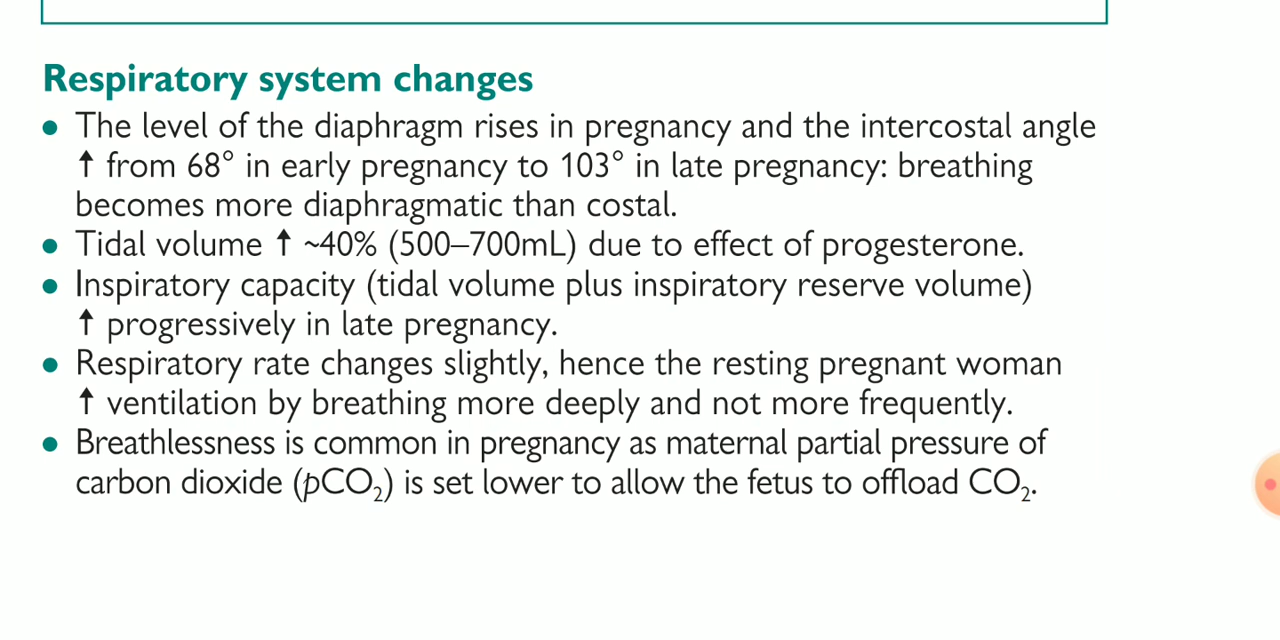 Respiratory system changes
• The level of the diaphragm rises in pregnancy and the intercostal angle
↑ from 68° in early pregnancy to 103° in late pregnancy: breathing
becomes more diaphragmatic than costal.
• Tidal volume ↑ ~40% (500–700mL) due to effect of progesterone.
• Inspiratory capacity (tidal volume plus inspiratory reserve volume)
↑ progressively in late pregnancy.
• Respiratory rate changes slightly, hence the resting pregnant woman
↑ ventilation by breathing more deeply and not more frequently.
• Breathlessness is common in pregnancy as maternal partial pressure of
carbon dioxide (pCO₂) is set lower to allow the fetus to offload CO₂.